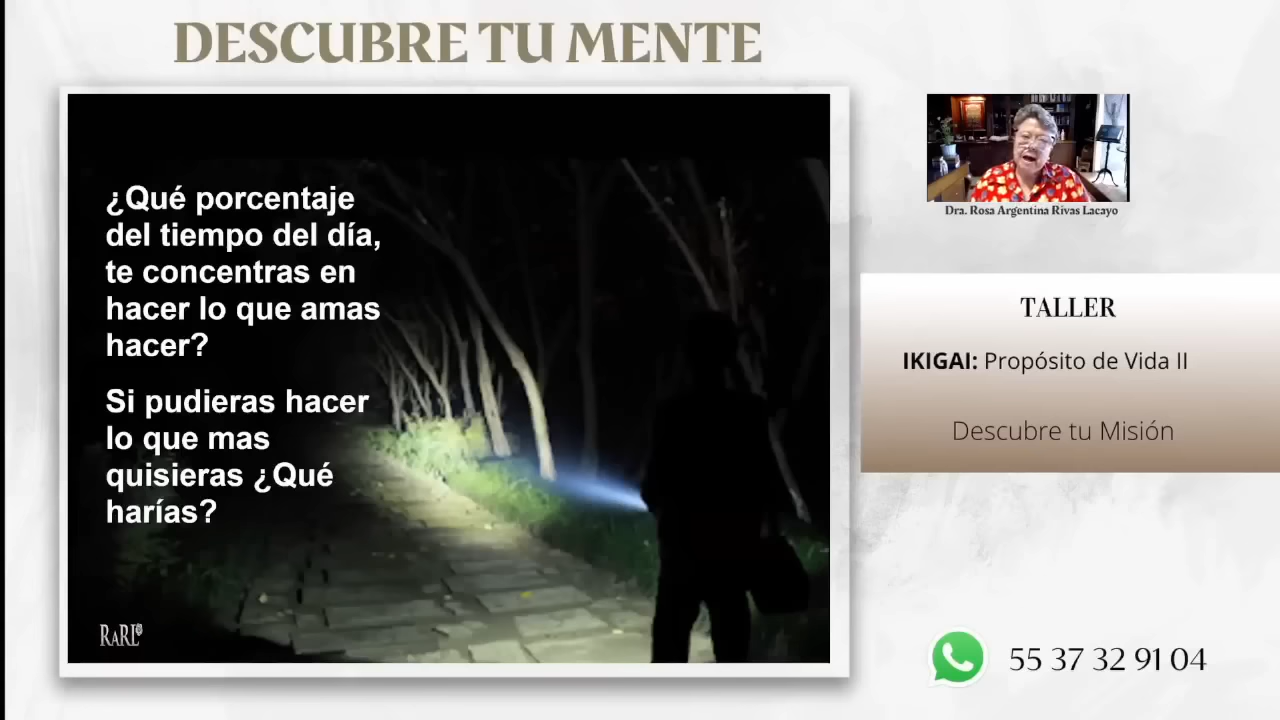 DESCUBRE TU MENTE
¿Qué porcentaje
del tiempo del día,
te concentras en
hacer lo que amas
hacer?
Si pudieras hacer
lo que mas
quisieras ¿Qué
harías?
RARL
Dra. Rosa Argentina Rivas Lacayo
TALLER
IKIGAI: Propósito de Vida II
Descubre tu Misión
55 37 32 91 04